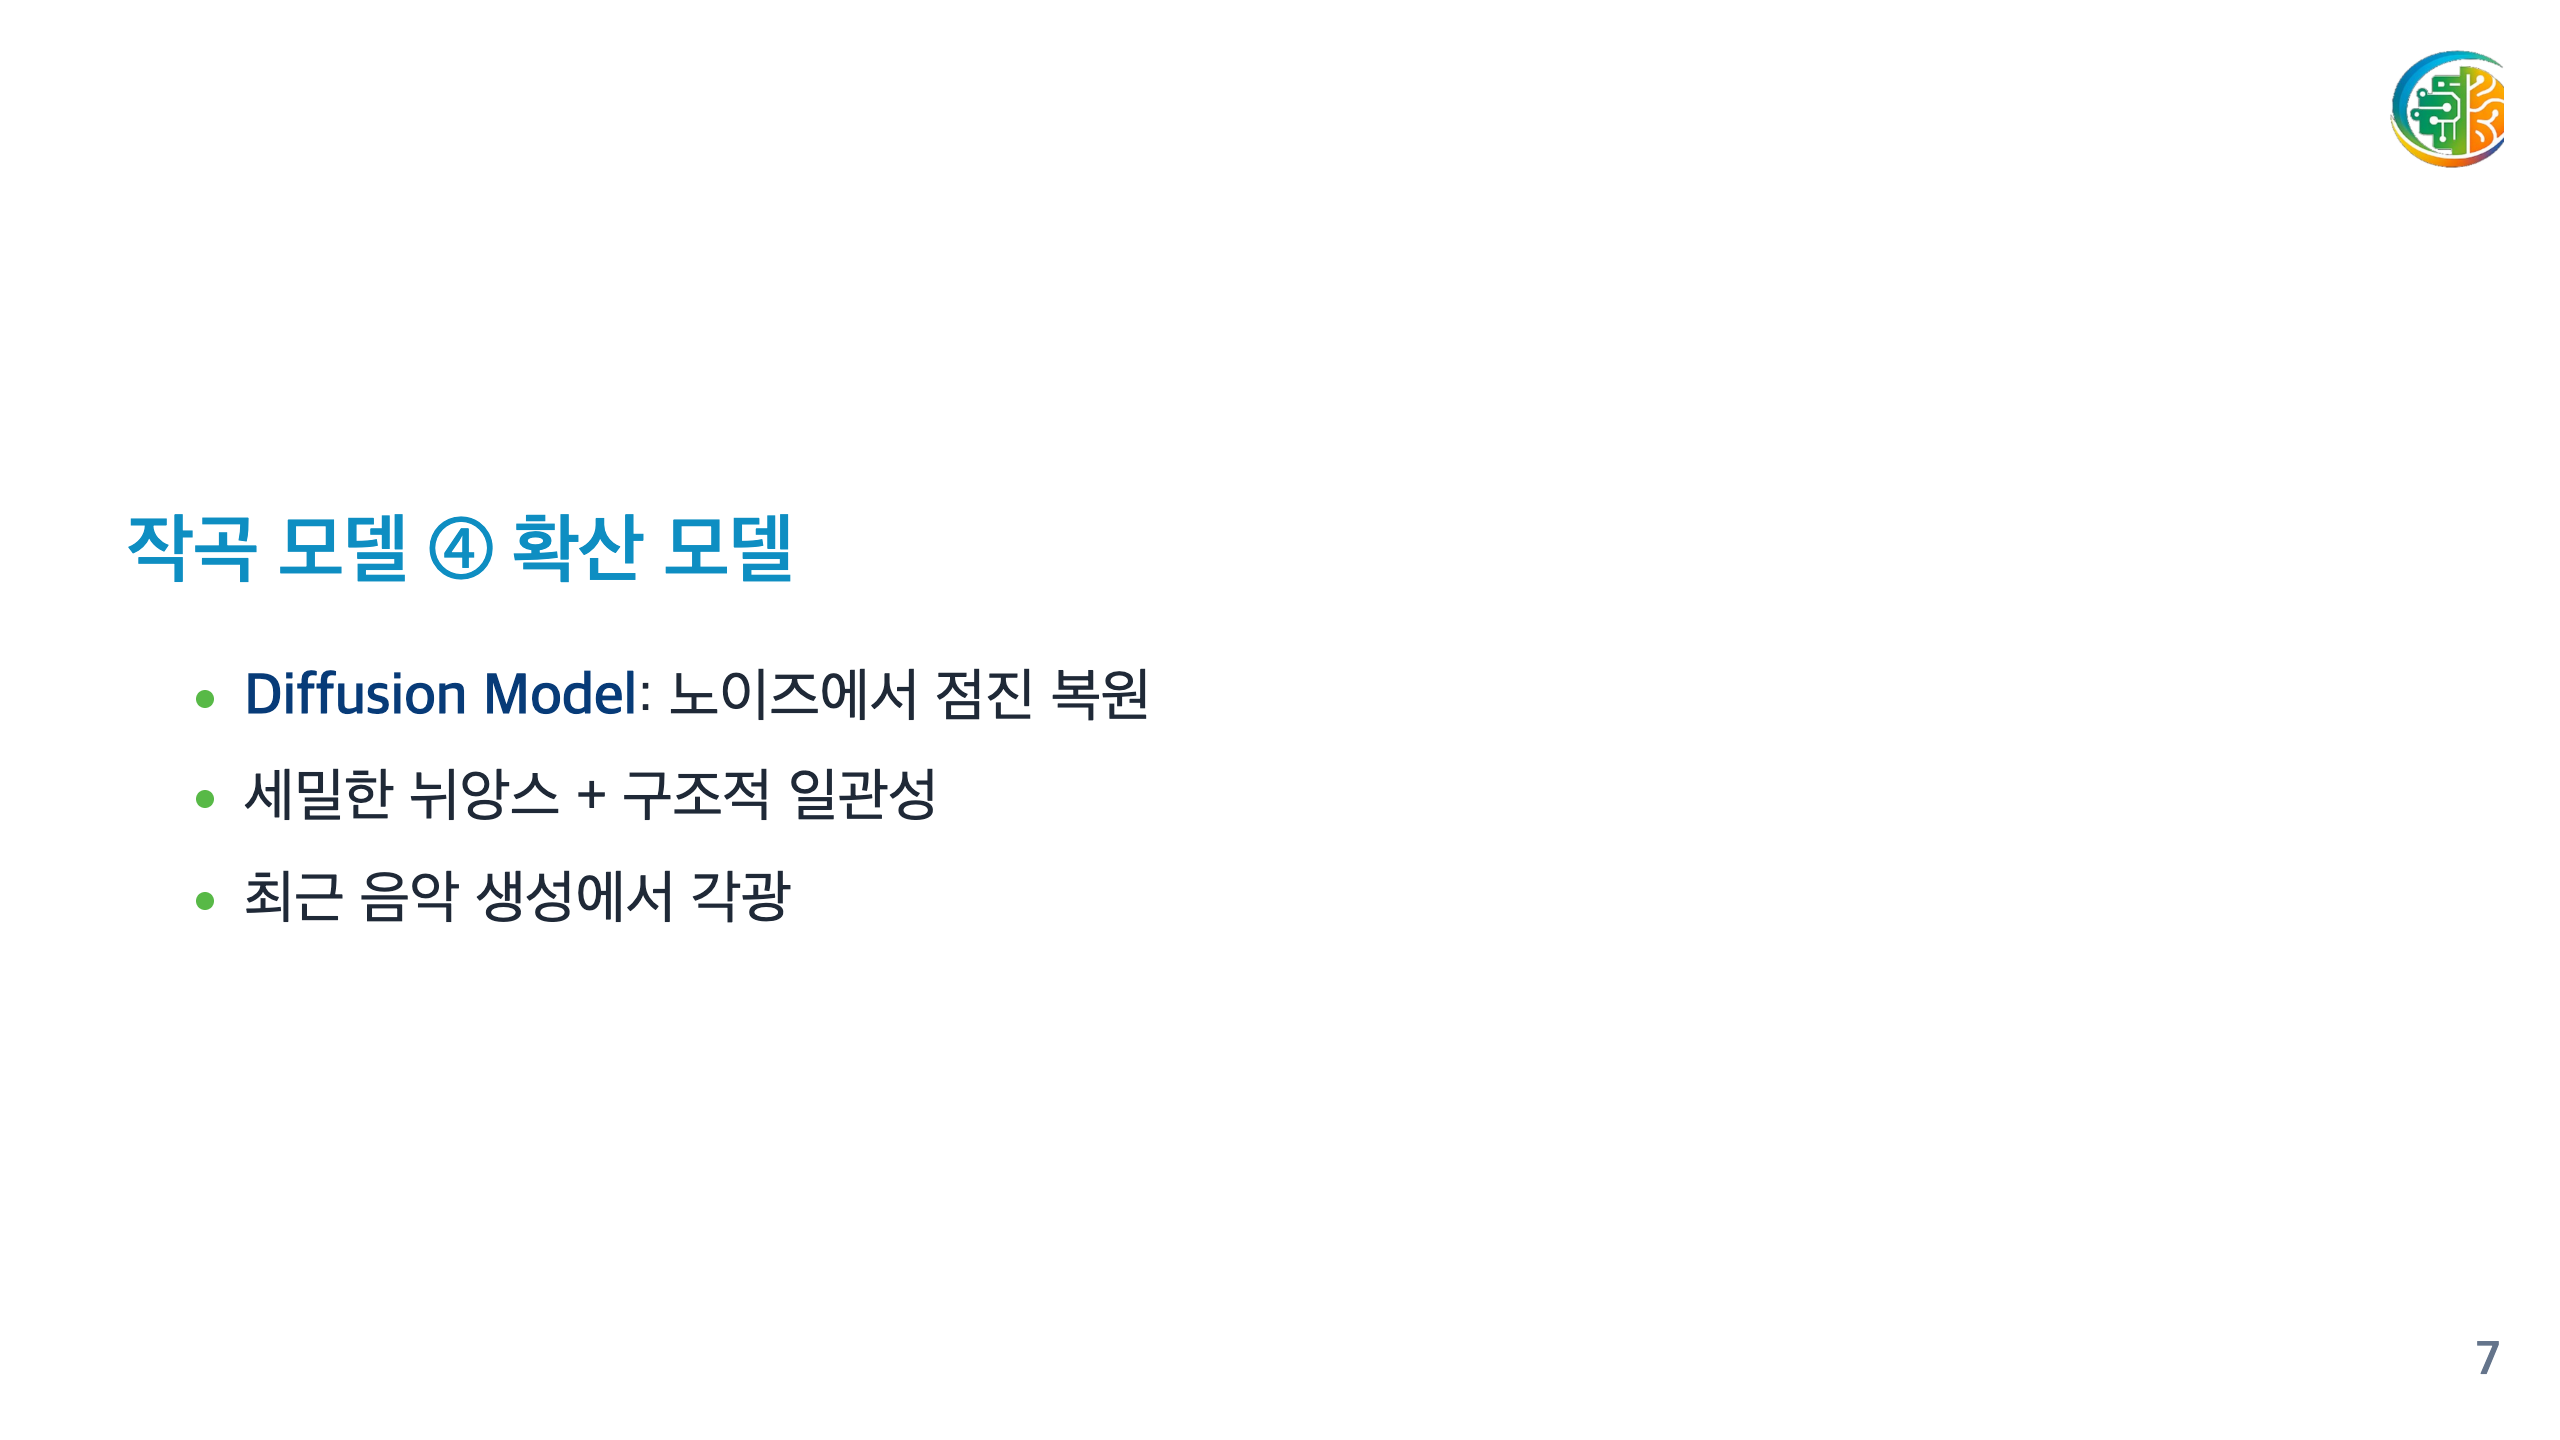 작곡 모델 ④ 확산 모델
• Diffusion Model: 노이즈에서 점진 복원
• 세밀한 뉘앙스 + 구조적 일관성
• 최근 음악 생성에서 각광
7